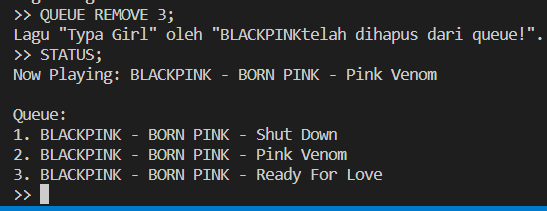 >> QUEUE REMOVE 3;
Lagu "Typa Girl" oleh "BLACKPINKtelah dihapus dari queue!".
>> STATUS;
Now Playing: BLACKPINK - BORN PINK - Pink Venom
Queue:
1. BLACKPINK - BORN PINK - Shut Down
2. BLACKPINK - BORN PINK - Pink Venom
3. BLACKPINK - BORN PINK - Ready For Love
>>